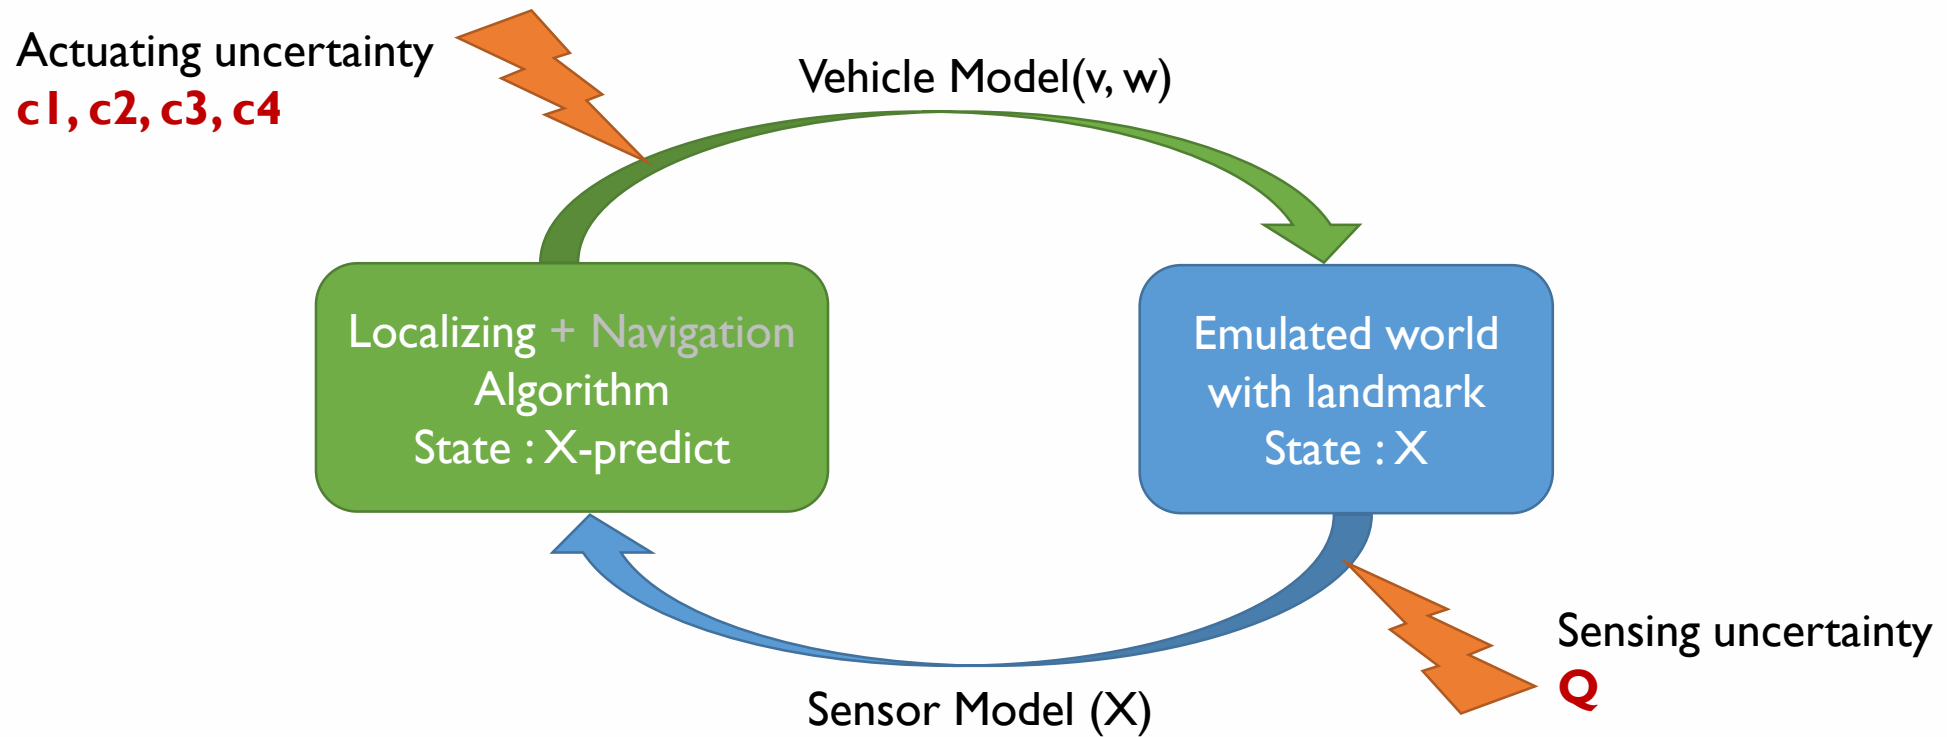 Actuating uncertainty
c1, c2, c3, c4
Vehicle Model(v, w)
Localizing + Navigation
Algorithm
State : X-predict
Emulated world
with landmark
State : X
Sensing uncertainty
Q
Sensor Model (X)